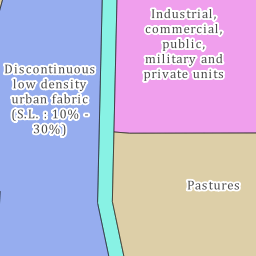 Industrial,
commercial,
public,
military and
private units
Discontinuous
low density
urban fabric
(S.L. : 10% -
30%)
Pastures